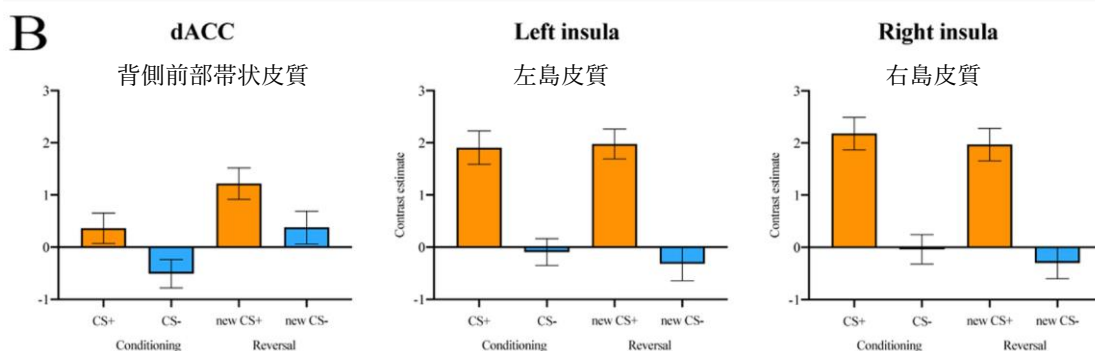 B
dACC
背側前部帯状皮質
3
2
1
0
-1
CS+ CS- new CS+ new CS-
Conditioning Reversal
Left insula
左島皮質
Contrast estimate
3
2
1
0
-1
CS+ CS- new CS+ new CS-
Conditioning Reversal
Right insula
右島皮質
Contrast estimate
3
2
1
0
-1
CS+ CS- new CS+ new CS-
Conditioning Reversal